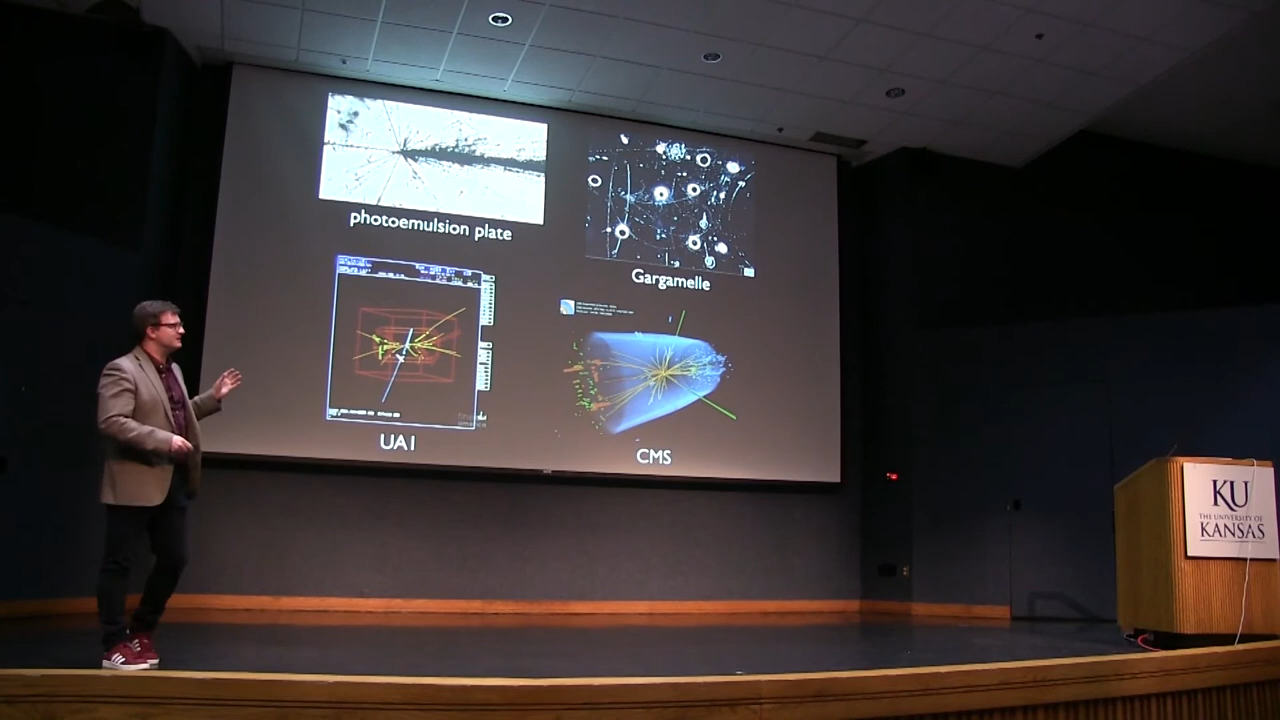 photoemulsion plate
Gargamelle
UA1
CMS
KU
THE UNIVERSITY OF
KANSAS